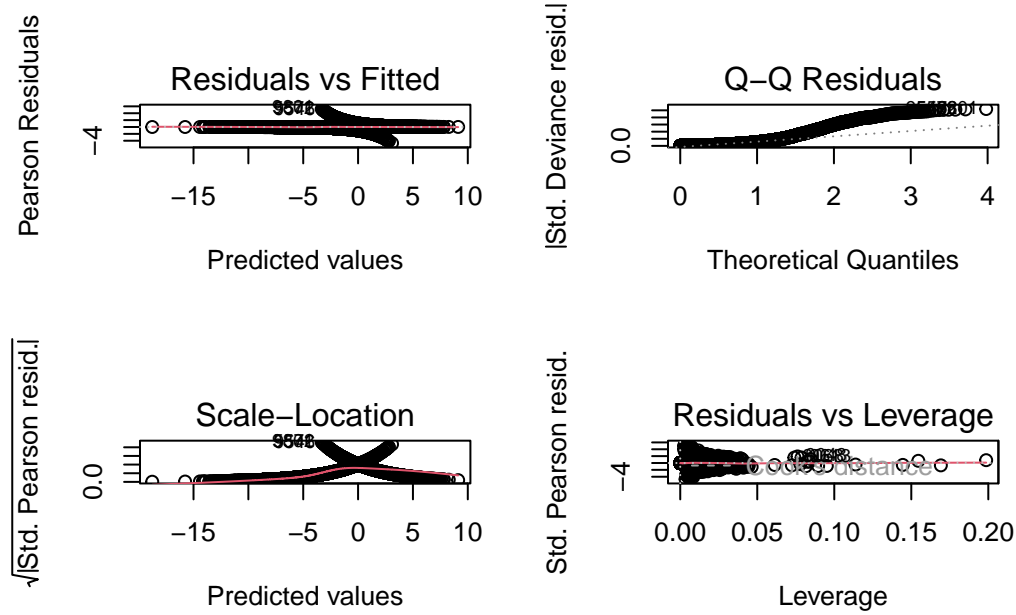 Residuals vs Fitted
Pearson Residuals
−4
−15 −5 0 5 10
Predicted values
Q−Q Residuals
|Std. Deviance resid.|
0.0
0 1 2 3 4
Theoretical Quantiles
Scale−Location
√|Std. Pearson resid.|
0.0
−15 −5 0 5 10
Predicted values
Residuals vs Leverage
Std. Pearson resid.
−4
Cook's distance
0.00 0.05 0.10 0.15 0.20
Leverage